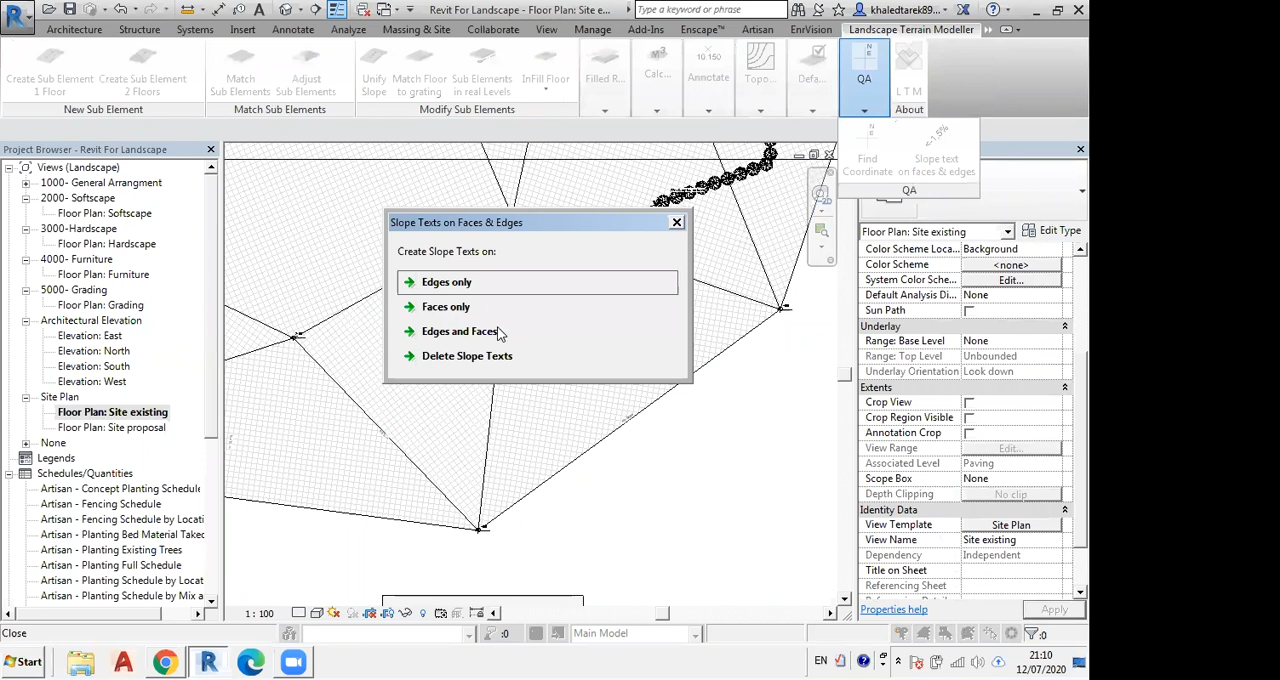 Revit For Landscape - Floor Plan: Site e...
Type a keyword or phrase
khaledtarek89...
Architecture Structure Systems Insert Annotate Analyze Massing & Site Collaborate View Manage Add-Ins Enscape™ Artisan EnrVision Landscape Terrain Modeller
Create Sub Element 1 Floor
Create Sub Element 2 Floors
Match Sub Elements
Adjust Sub Elements
Unify Slope
Match Floor to grating
Sub Elements in real Levels
InFill Floor
Filled R...
Calc...
10 150
Annotate
Topo...
Defa...
N
E
QA
L T M
New Sub Element
Match Sub Elements
Modify Sub Elements
About
N
E
<-1.5%
Find Coordinate
Slope text on faces & edges
QA
Project Browser - Revit For Landscape
Views (Landscape)
1000- General Arrangment
2000- Softscape
Floor Plan: Softscape
3000-Hardscape
Floor Plan: Hardscape
4000- Furniture
Floor Plan: Furniture
5000- Grading
Floor Plan: Grading
Architectural Elevation
Elevation: East
Elevation: North
Elevation: South
Elevation: West
Site Plan
Floor Plan: Site existing
Floor Plan: Site proposal
None
Legends
Schedules/Quantities
Artisan - Concept Planting Schedule
Artisan - Fencing Schedule
Artisan - Fencing Schedule by Locati
Artisan - Planting Bed Material Takec
Artisan - Planting Existing Trees
Artisan - Planting Full Schedule
Artisan - Planting Schedule by Locat
Artisan - Planting Schedule by Mix a
Slope Texts on Faces & Edges
Create Slope Texts on:
Edges only
Faces only
Edges and Faces
Delete Slope Texts
2D
Floor Plan: Site existing
Edit Type
Color Scheme Loca... Background
Color Scheme <none>
System Color Sche... Edit...
Default Analysis Di... None
Sun Path
Underlay
Range: Base Level None
Range: Top Level Unbounded
Underlay Orientation Look down
Extents
Crop View
Crop Region Visible
Annotation Crop
View Range Edit...
Associated Level Paving
Scope Box None
Depth Clipping No clip
Identity Data
View Template Site Plan
View Name Site existing
Dependency Independent
Title on Sheet
Referencing Sheet
Properties help
Apply
1 : 100
Close
:0
Main Model
:0
Start
EN
21:10
12/07/2020